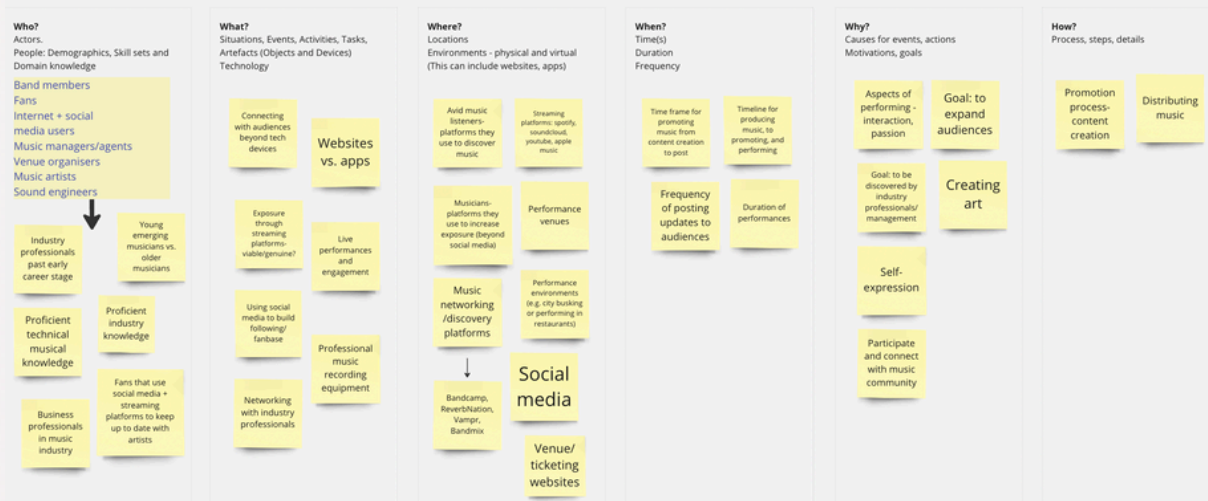 Who?
Actors.
People: Demographics, Skill sets and
Domain knowledge
Band members
Fans
Internet + social
media users
Music managers/agents
Venue organisers
Music artists
Sound engineers
Industry
professionals
past early
career stage
Young
emerging
musicians vs.
older
musicians
Proficient
technical
musical
knowledge
Proficient
industry
knowledge
Business
professionals
in music
industry
Fans that use
social media +
streaming
platforms to keep
up to date with
artists
What?
Situations, Events, Activities, Tasks,
Artefacts (Objects and Devices)
Technology
Connecting
with audiences
beyond tech
devices
Websites
vs. apps
Exposure
through
streaming
platforms-
viable/genuine?
Live
performances
and
engagement
Using social
media to build
following/
fanbase
Professional
music
recording
equipment
Networking
with industry
professionals
Where?
Locations
Environments - physical and virtual
(This can include websites, apps)
Avid music
listeners-
platforms they
use to discover
music
Streaming
platforms: spotify,
soundcloud,
youtube, apple
music
Musicians-
platforms they
use to increase
exposure (beyond
social media)
Performance
venues
Music
networking
/discovery
platforms
Performance
environments
(e.g. city busking
or performing in
restaurants)
Bandcamp,
ReverbNation,
Vampr,
Bandmix
Social
media
Venue/
ticketing
websites
When?
Time(s)
Duration
Frequency
Time frame for
promoting
music from
content creation
to post
Timeline for
producing
music, to
promoting, and
performing
Frequency
of posting
updates to
audiences
Duration of
performances
Why?
Causes for events, actions
Motivations, goals
Aspects of
performing -
interaction,
passion
Goal: to
expand
audiences
Goal: to be
discovered by
industry
professionals/
management
Creating
art
Self-
expression
Participate
and connect
with music
community
How?
Process, steps, details
Promotion
process-
content
creation
Distributing
music